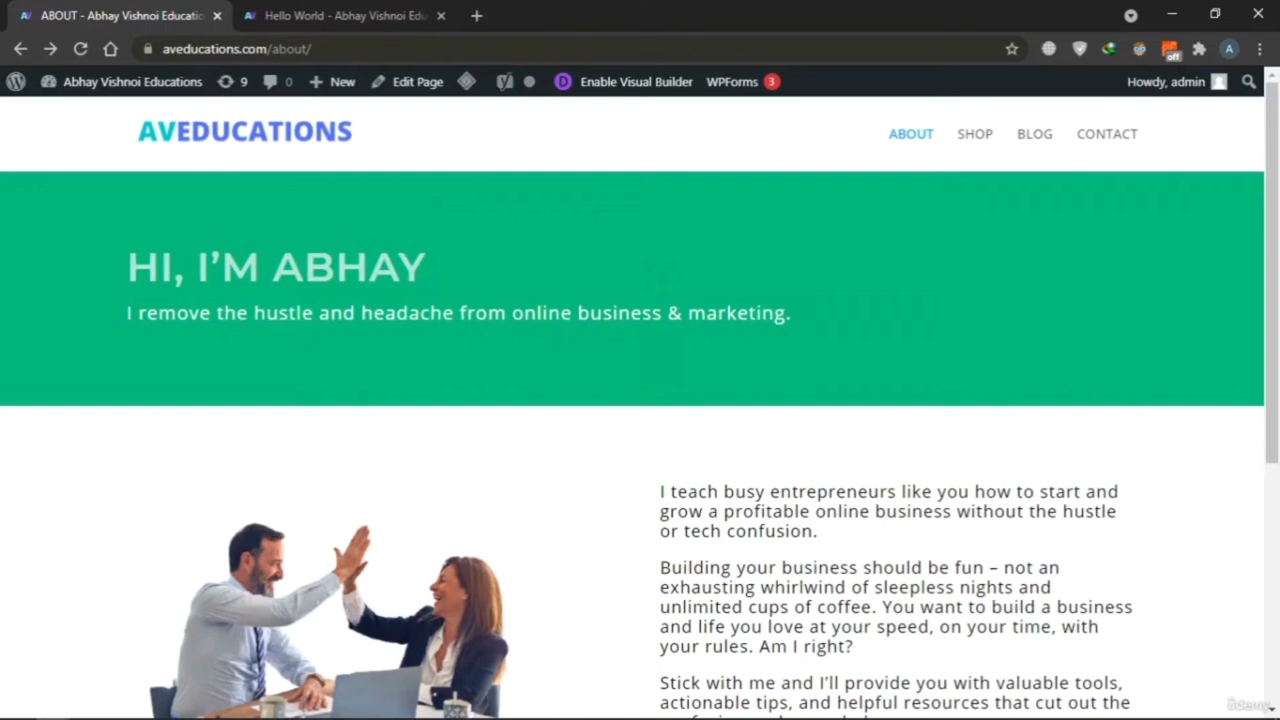 ABOUT - Abhay Vishnoi Educatio
Hello World - Abhay Vishnoi Edu
aveducations.com/about/
off
A
Abhay Vishnoi Educations
9
0
New
Edit Page
D
Enable Visual Builder
WPForms
3
Howdy, admin
AVEDUCATIONS
ABOUT
SHOP
BLOG
CONTACT
HI, I’M ABHAY
I remove the hustle and headache from online business & marketing.
I teach busy entrepreneurs like you how to start and
grow a profitable online business without the hustle
or tech confusion.
Building your business should be fun – not an
exhausting whirlwind of sleepless nights and
unlimited cups of coffee. You want to build a business
and life you love at your speed, on your time, with
your rules. Am I right?
Stick with me and I’ll provide you with valuable tools,
actionable tips, and helpful resources that cut out the
ûdemy